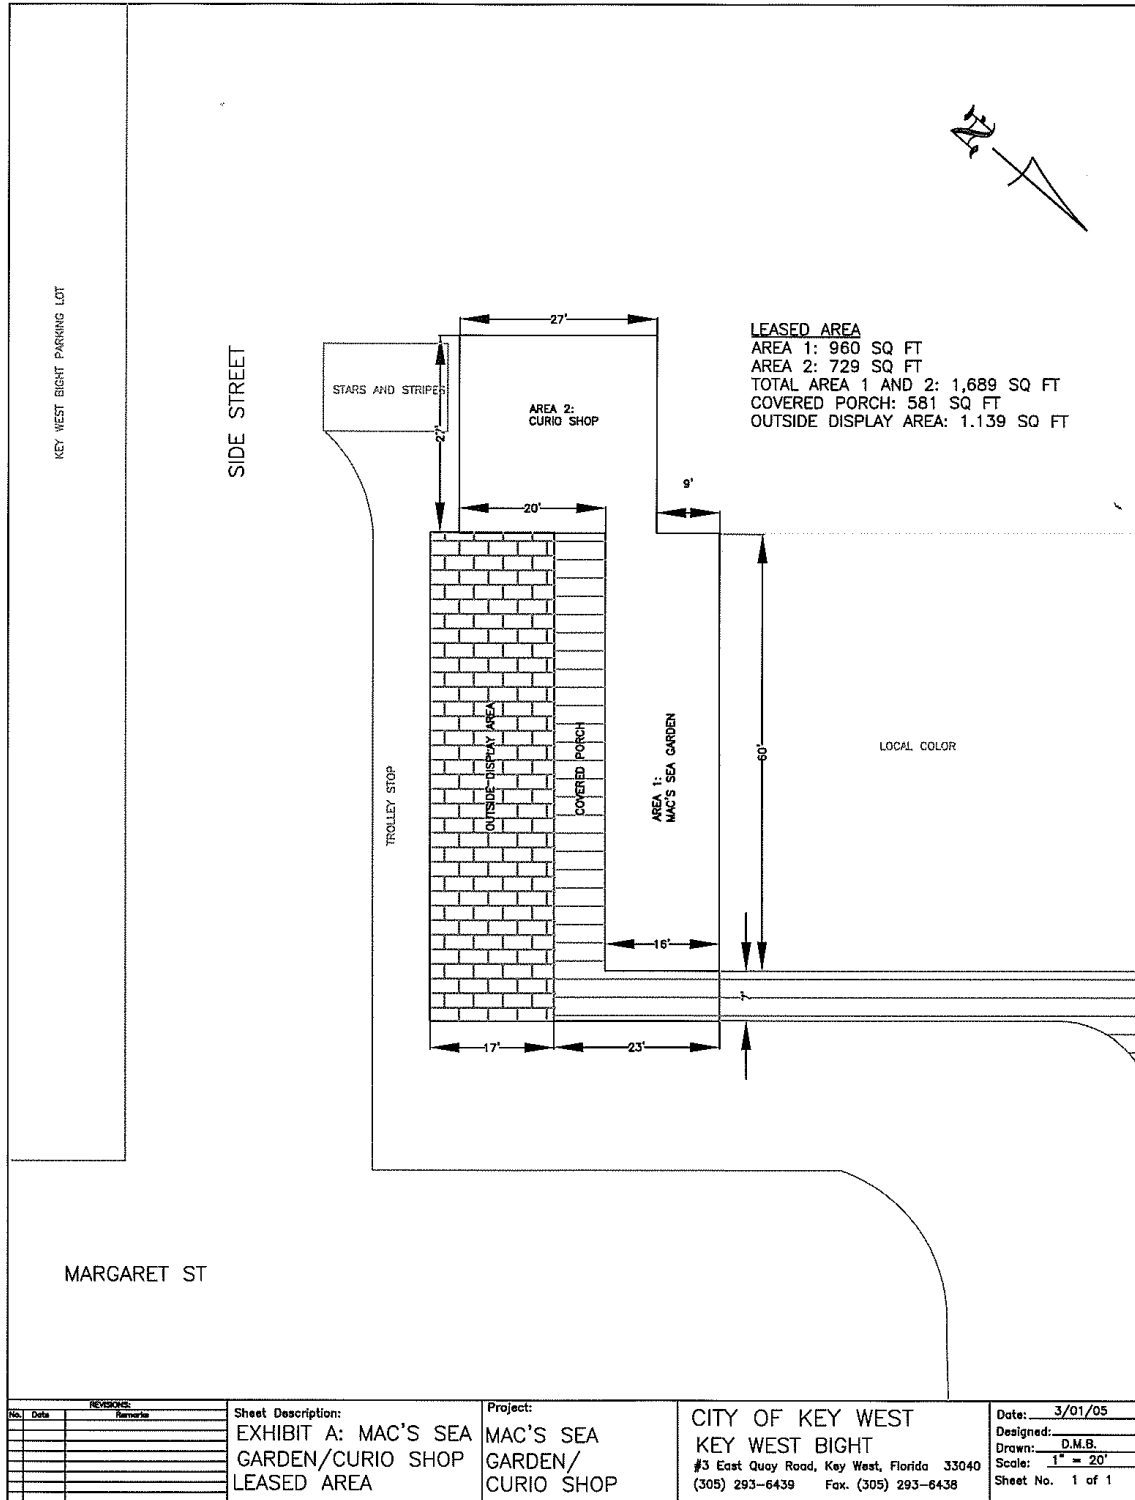 N
KEY WEST BIGHT PARKING LOT
SIDE STREET
STARS AND STRIPES
27'
27'
AREA 2:
CURIO SHOP
LEASED AREA
AREA 1: 960 SQ FT
AREA 2: 729 SQ FT
TOTAL AREA 1 AND 2: 1,689 SQ FT
COVERED PORCH: 581 SQ FT
OUTSIDE DISPLAY AREA: 1.139 SQ FT
9'
20'
TROLLEY STOP
OUTSIDE DISPLAY AREA
COVERED PORCH
AREA 1:
MAC'S SEA GARDEN
60'
LOCAL COLOR
16'
7'
17'
23'
MARGARET ST
REVISIONS:
No. Date Remarks
Sheet Description:
EXHIBIT A: MAC'S SEA
GARDEN/CURIO SHOP
LEASED AREA
Project:
MAC'S SEA
GARDEN/
CURIO SHOP
CITY OF KEY WEST
KEY WEST BIGHT
#3 East Quay Road, Key West, Florida 33040
(305) 293-6439 Fax. (305) 293-6438
Date: 3/01/05
Designed:
Drawn: D.M.B.
Scale: 1" = 20'
Sheet No. 1 of 1